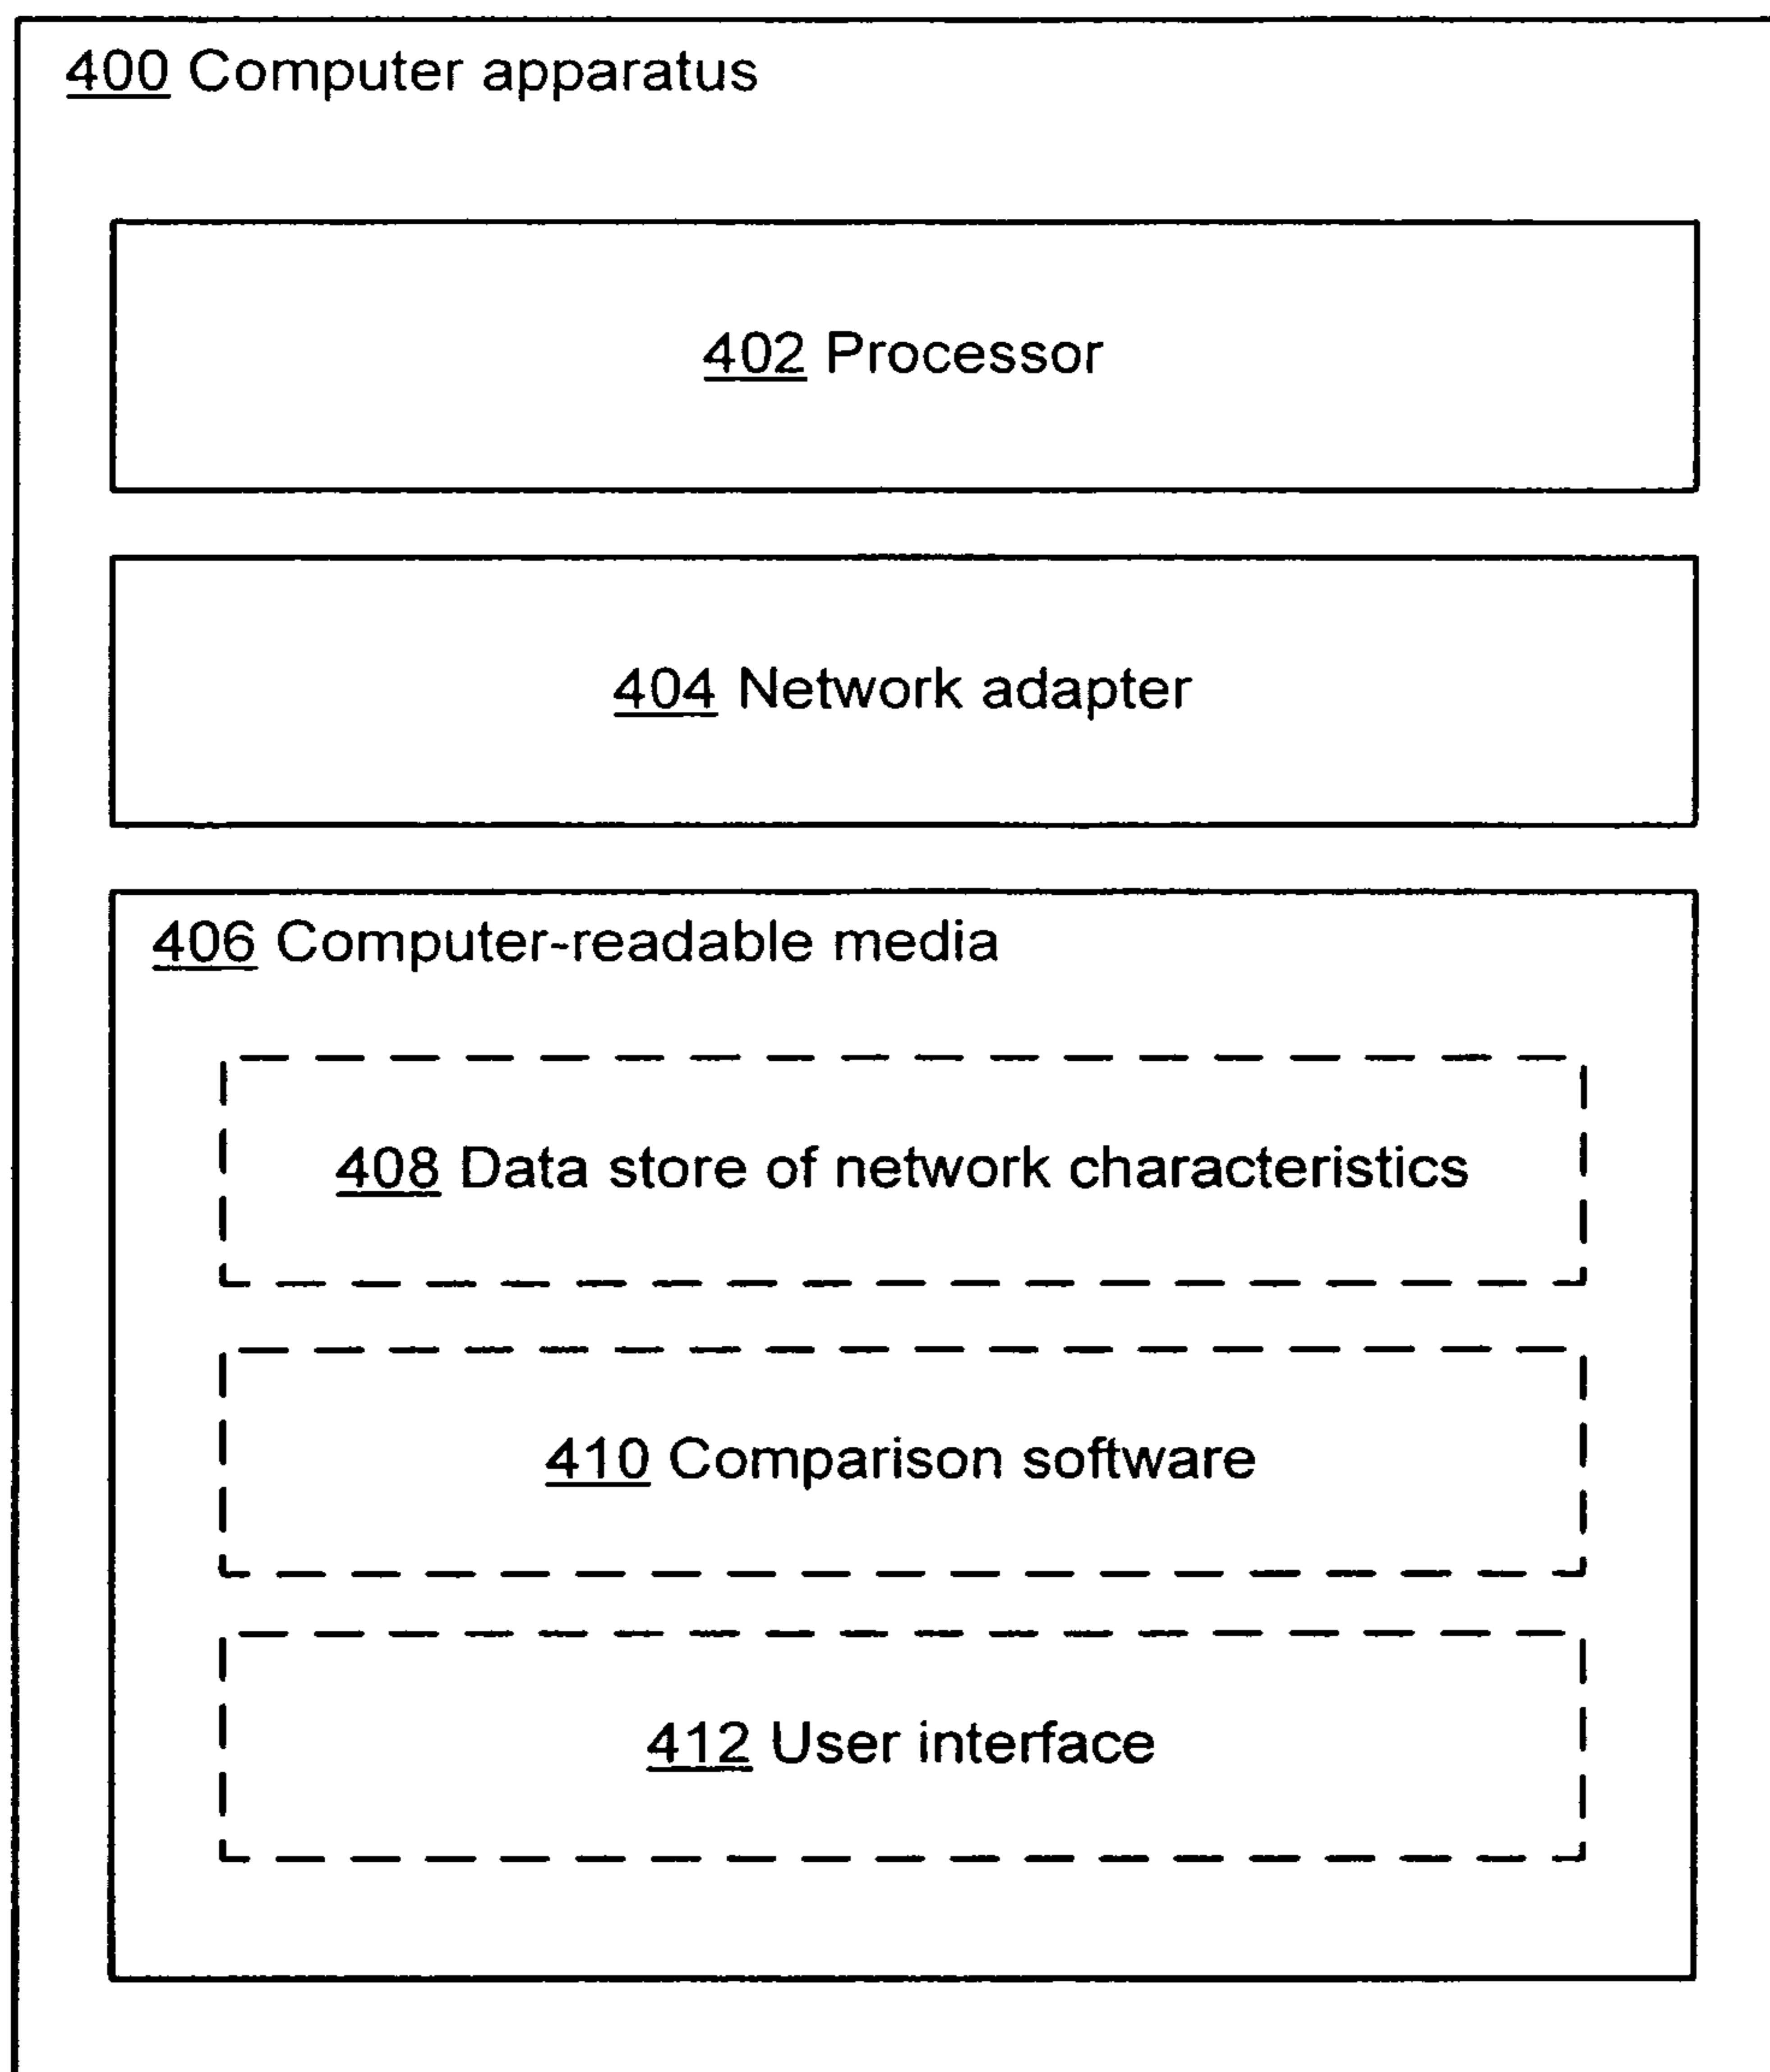 400 Computer apparatus
402 Processor
404 Network adapter
406 Computer-readable media
408 Data store of network characteristics
410 Comparison software
412 User interface